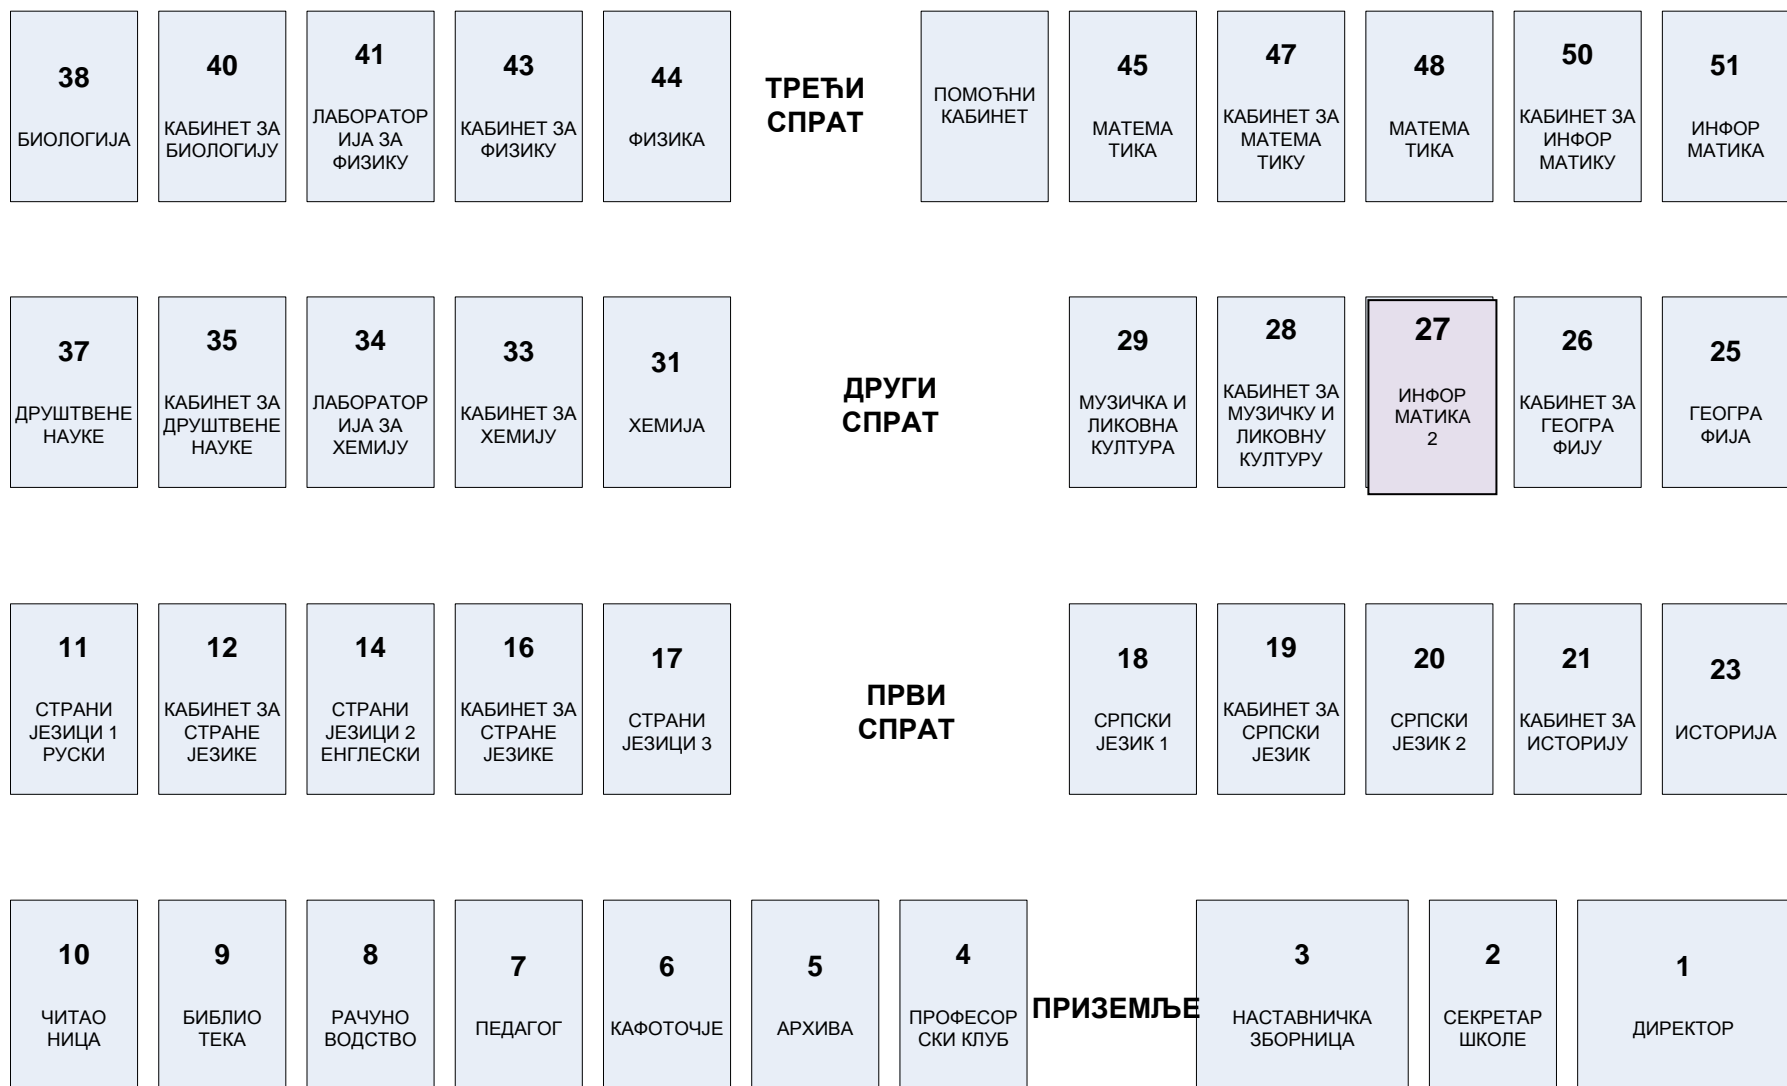 38
БИОЛОГИЈА
40
КАБИНЕТ ЗА
БИОЛОГИЈУ
41
ЛАБОРАТОР
ИЈА ЗА
ФИЗИКУ
43
КАБИНЕТ ЗА
ФИЗИКУ
44
ФИЗИКА
ТРЕЋИ
СПРАТ
ПОМОЋНИ
КАБИНЕТ
45
МАТЕМА
ТИКА
47
КАБИНЕТ ЗА
МАТЕМА
ТИКУ
48
МАТЕМА
ТИКА
50
КАБИНЕТ ЗА
ИНФОР
МАТИКУ
51
ИНФОР
МАТИКА
37
ДРУШТВЕНЕ
НАУКЕ
35
КАБИНЕТ ЗА
ДРУШТВЕНЕ
НАУКЕ
34
ЛАБОРАТОР
ИЈА ЗА
ХЕМИЈУ
33
КАБИНЕТ ЗА
ХЕМИЈУ
31
ХЕМИЈА
ДРУГИ
СПРАТ
29
МУЗИЧКА И
ЛИКОВНА
КУЛТУРА
28
КАБИНЕТ ЗА
МУЗИЧКУ И
ЛИКОВНУ
КУЛТУРУ
27
ИНФОР
МАТИКА
2
26
КАБИНЕТ ЗА
ГЕОГРА
ФИЈУ
25
ГЕОГРА
ФИЈА
11
СТРАНИ
ЈЕЗИЦИ 1
РУСКИ
12
КАБИНЕТ ЗА
СТРАНЕ
ЈЕЗИКЕ
14
СТРАНИ
ЈЕЗИЦИ 2
ЕНГЛЕСКИ
16
КАБИНЕТ ЗА
СТРАНЕ
ЈЕЗИКЕ
17
СТРАНИ
ЈЕЗИЦИ 3
ПРВИ
СПРАТ
18
СРПСКИ
ЈЕЗИК 1
19
КАБИНЕТ ЗА
СРПСКИ
ЈЕЗИК
20
СРПСКИ
ЈЕЗИК 2
21
КАБИНЕТ ЗА
ИСТОРИЈУ
23
ИСТОРИЈА
10
ЧИТАО
НИЦА
9
БИБЛИО
ТЕКА
8
РАЧУНО
ВОДСТВО
7
ПЕДАГОГ
6
КАФОТОЧЈЕ
5
АРХИВА
4
ПРОФЕСОР
СКИ КЛУБ
ПРИЗЕМЉЕ
3
НАСТАВНИЧКА
ЗБОРНИЦА
2
СЕКРЕТАР
ШКОЛЕ
1
ДИРЕКТОР